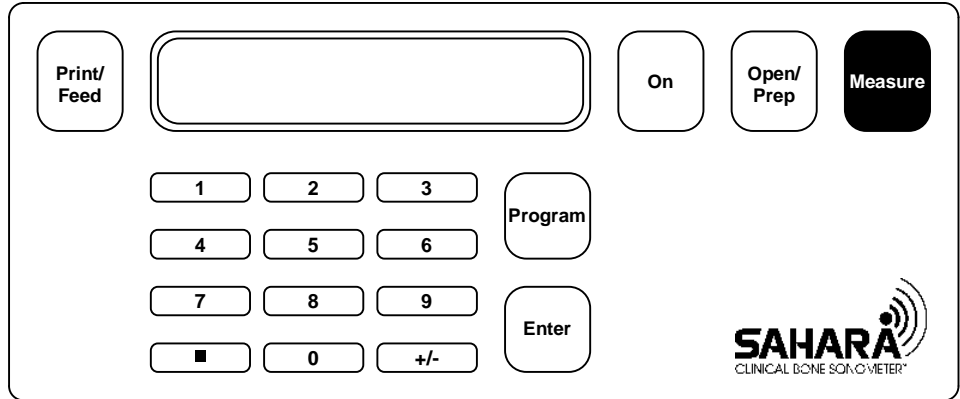 Print/
Feed
On
Open/
Prep
Measure
1 2 3
Program
4 5 6
7 8 9
Enter
■ 0 +/-
SAHARA
CLINICAL BONE SONOMETER™